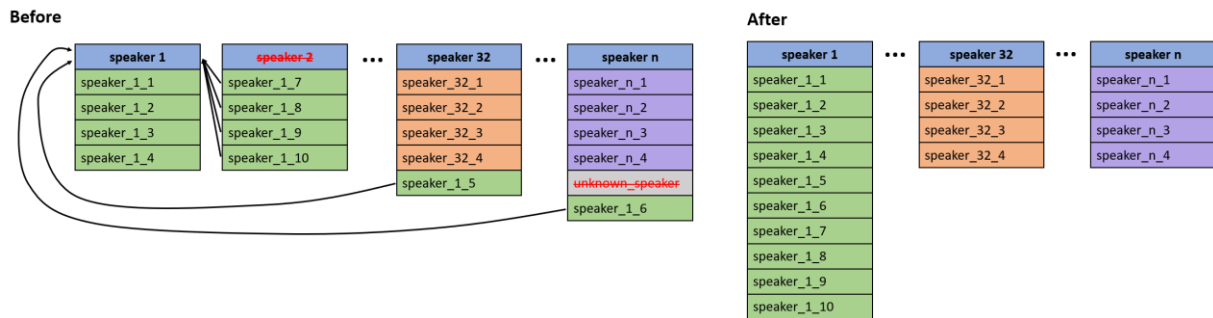 Before
speaker 1
speaker_1_1
speaker_1_2
speaker_1_3
speaker_1_4
speaker 2
speaker_1_7
speaker_1_8
speaker_1_9
speaker_1_10
...
speaker 32
speaker_32_1
speaker_32_2
speaker_32_3
speaker_32_4
speaker_1_5
...
speaker n
speaker_n_1
speaker_n_2
speaker_n_3
speaker_n_4
unknown_speaker
speaker_1_6
After
speaker 1
speaker_1_1
speaker_1_2
speaker_1_3
speaker_1_4
speaker_1_5
speaker_1_6
speaker_1_7
speaker_1_8
speaker_1_9
speaker_1_10
...
speaker 32
speaker_32_1
speaker_32_2
speaker_32_3
speaker_32_4
...
speaker n
speaker_n_1
speaker_n_2
speaker_n_3
speaker_n_4